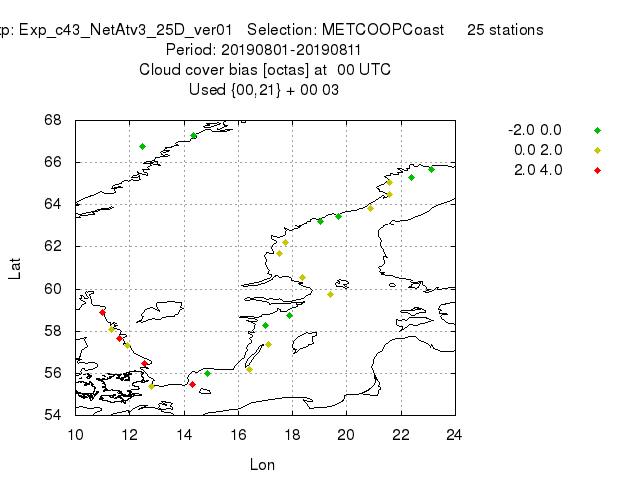 p: Exp_c43_NetAtv3_25D_ver01 Selection: METCOOPCoast 25 stations
Period: 20190801-20190811
Cloud cover bias [octas] at 00 UTC
Used {00,21} + 00 03
-2.0 0.0
0.0 2.0
2.0 4.0
68
66
64
62
60
58
56
54
Lat
10 12 14 16 18 20 22 24
Lon